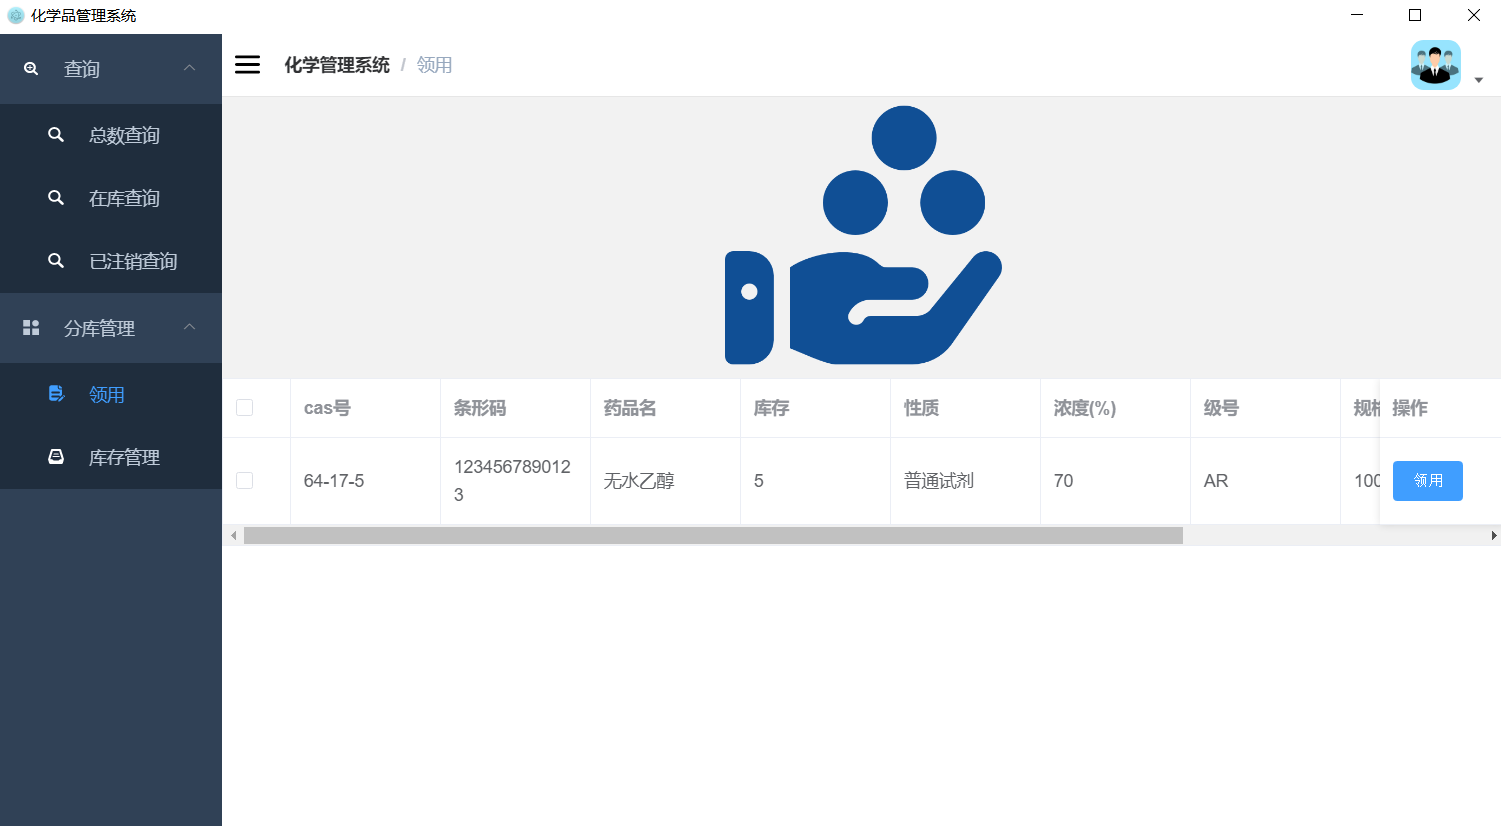 化学品管理系统
查询
总数查询
在库查询
已注销查询
分库管理
领用
库存管理
化学管理系统 / 领用
cas号 条形码 药品名 库存 性质 浓度(%) 级号 规格 操作
64-17-5 123456789012 无水乙醇 5 普通试剂 70 AR 100 领用
3